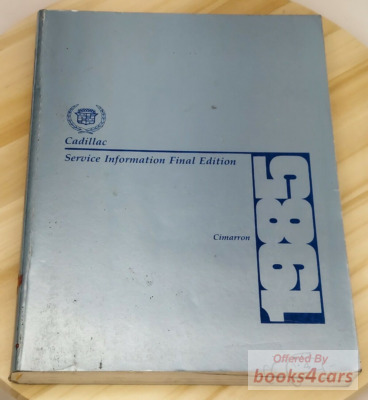 Cadillac
Service Information Final Edition
Cimarron
1985
Offered By
books4cars